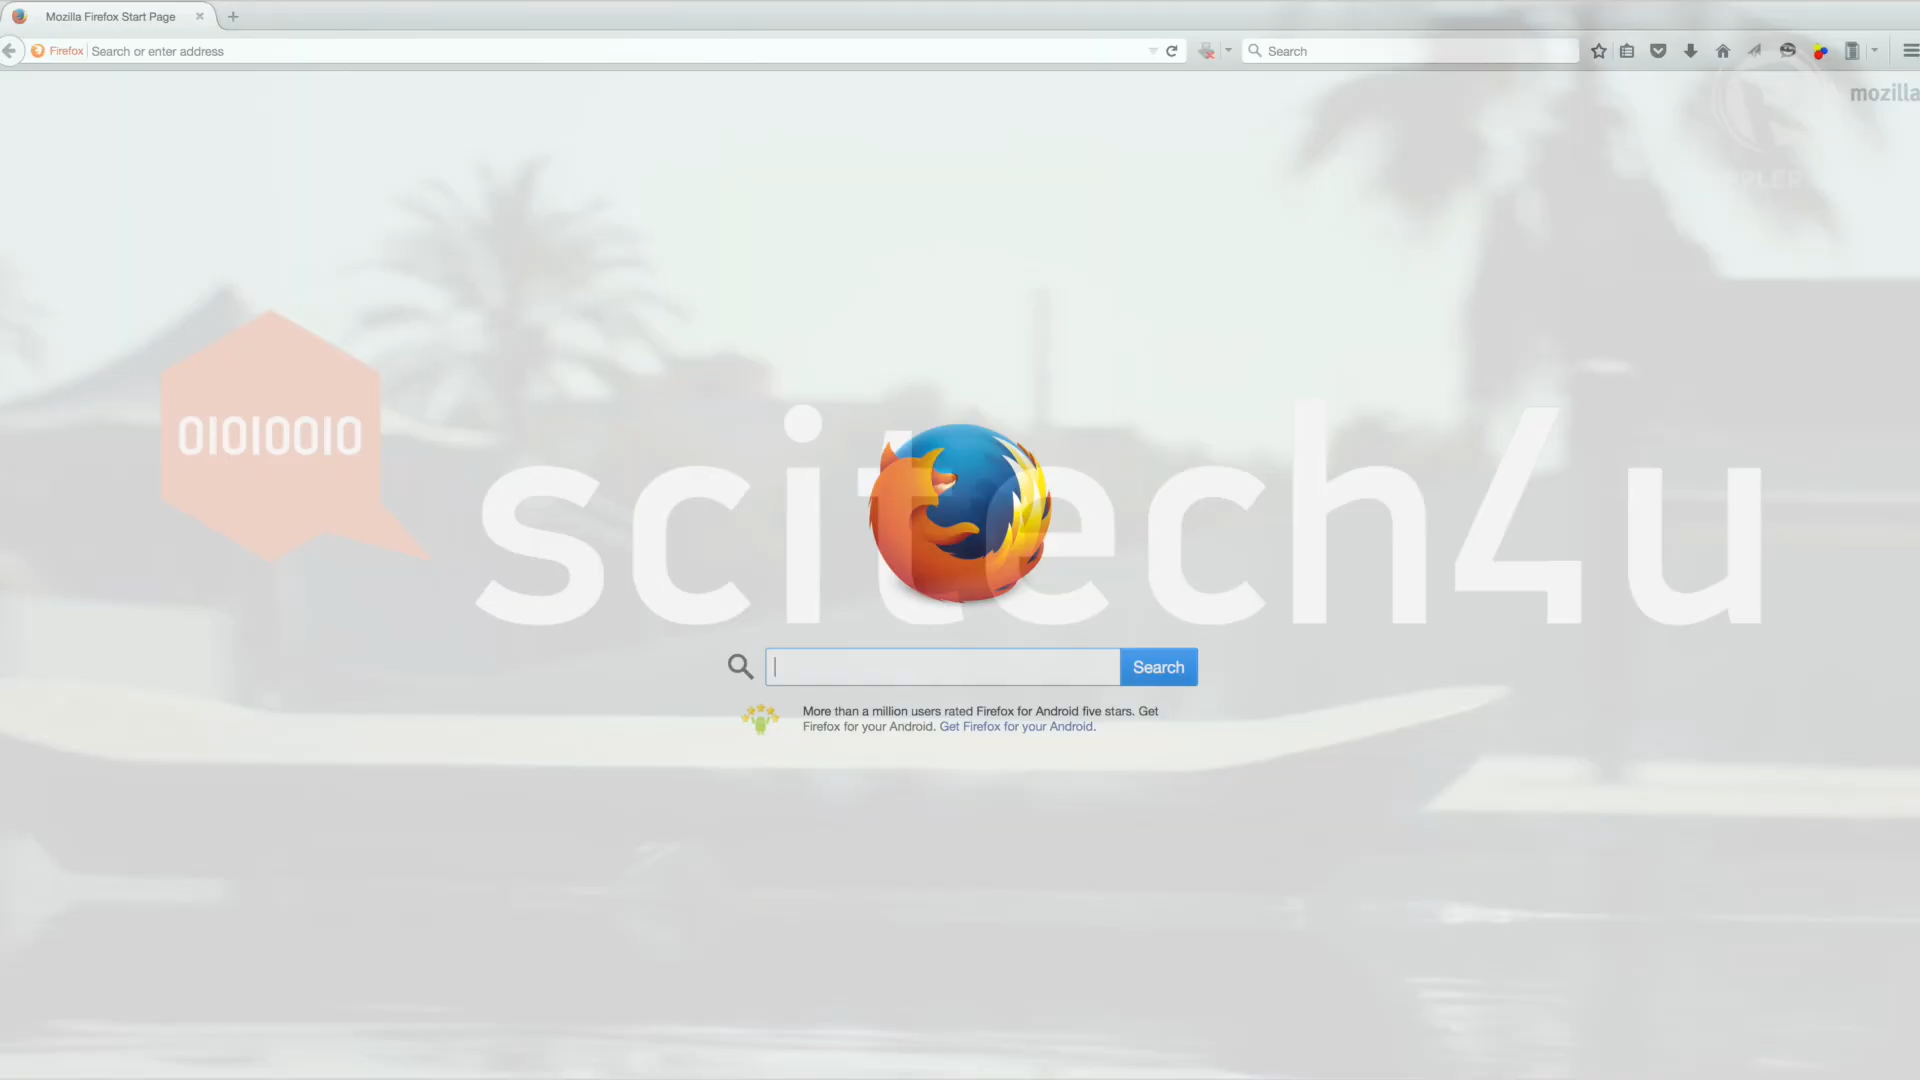 Mozilla Firefox Start Page
Firefox Search or enter address
Search
mozilla
01010010
scitech4u
Search
More than a million users rated Firefox for Android five stars. Get
Firefox for your Android. Get Firefox for your Android.